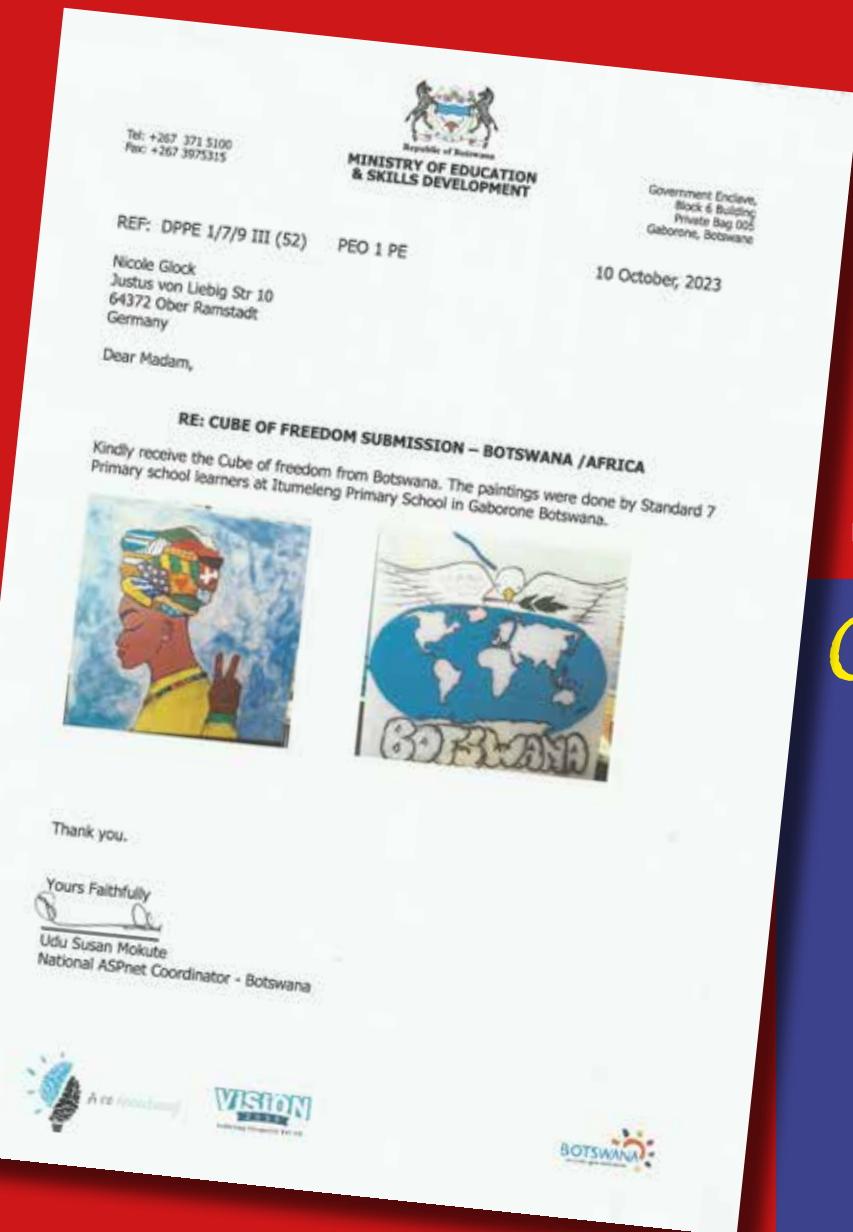 Tel: +267 371 5100
Fax: +267 3975315
Republic of Botswana
MINISTRY OF EDUCATION
& SKILLS DEVELOPMENT
Government Enclave,
Block 6 Building
Private Bag 005
Gaborone, Botswana
REF: DPPE 1/7/9 III (52) PEO 1 PE
10 October, 2023
Nicole Glock
Justus von Liebig Str 10
64372 Ober Ramstadt
Germany
Dear Madam,
RE: CUBE OF FREEDOM SUBMISSION – BOTSWANA /AFRICA
Kindly receive the Cube of freedom from Botswana. The paintings were done by Standard 7
Primary school learners at Itumeleng Primary School in Gaborone Botswana.
BOTSWANA
Thank you.
Yours Faithfully
Udu Susan Mokute
National ASPnet Coordinator - Botswana
A re
VISION
BOTSWANA